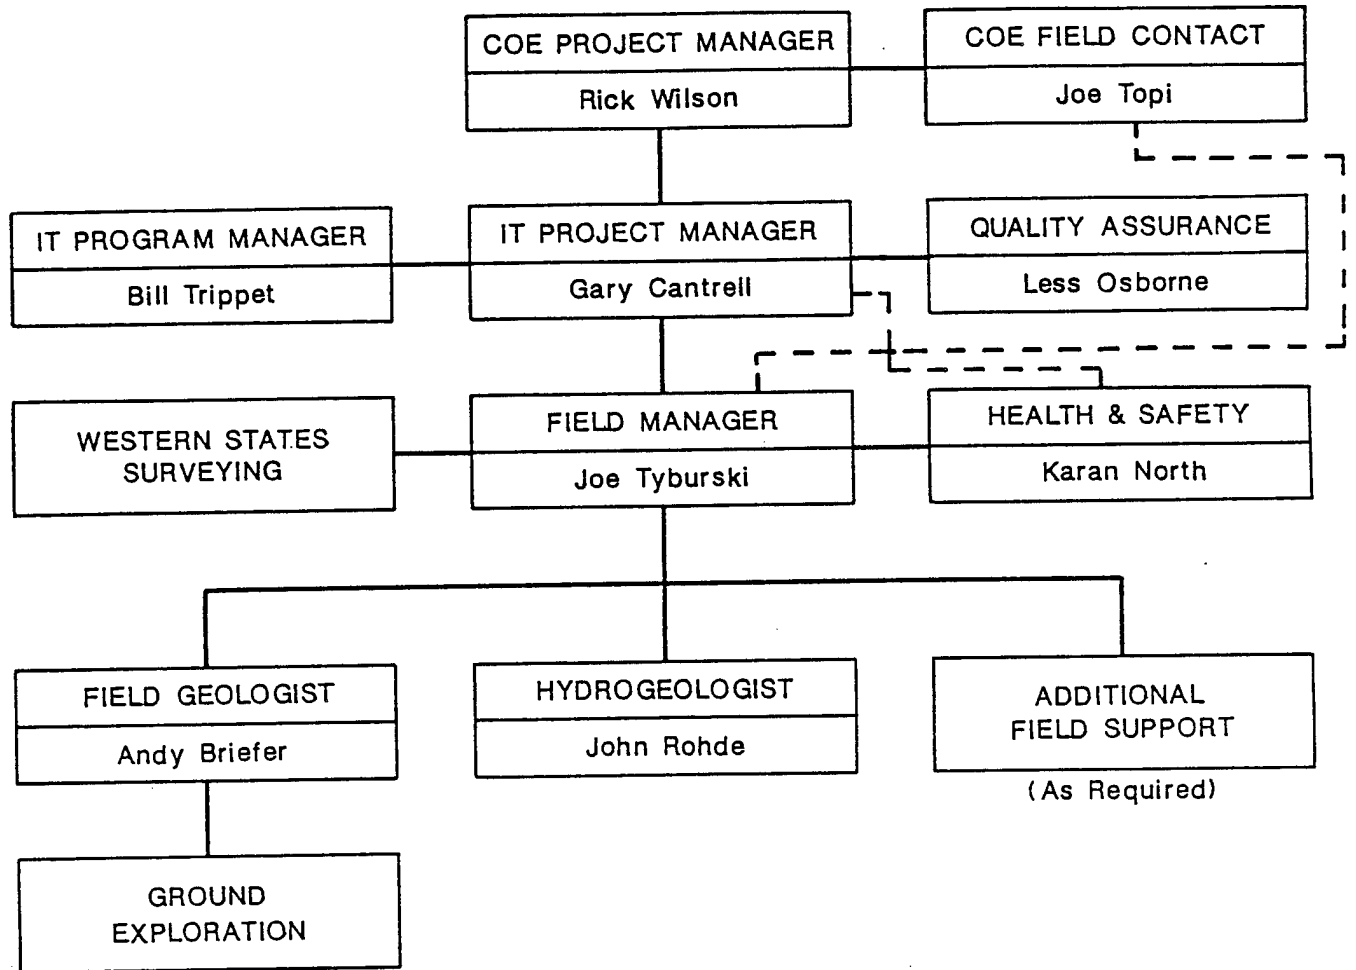 COE PROJECT MANAGER
Rick Wilson
COE FIELD CONTACT
Joe Topi
IT PROGRAM MANAGER
Bill Trippet
IT PROJECT MANAGER
Gary Cantrell
QUALITY ASSURANCE
Less Osborne
WESTERN STATES
SURVEYING
FIELD MANAGER
Joe Tyburski
HEALTH & SAFETY
Karan North
FIELD GEOLOGIST
Andy Briefer
HYDROGEOLOGIST
John Rohde
ADDITIONAL
FIELD SUPPORT
(As Required)
GROUND
EXPLORATION